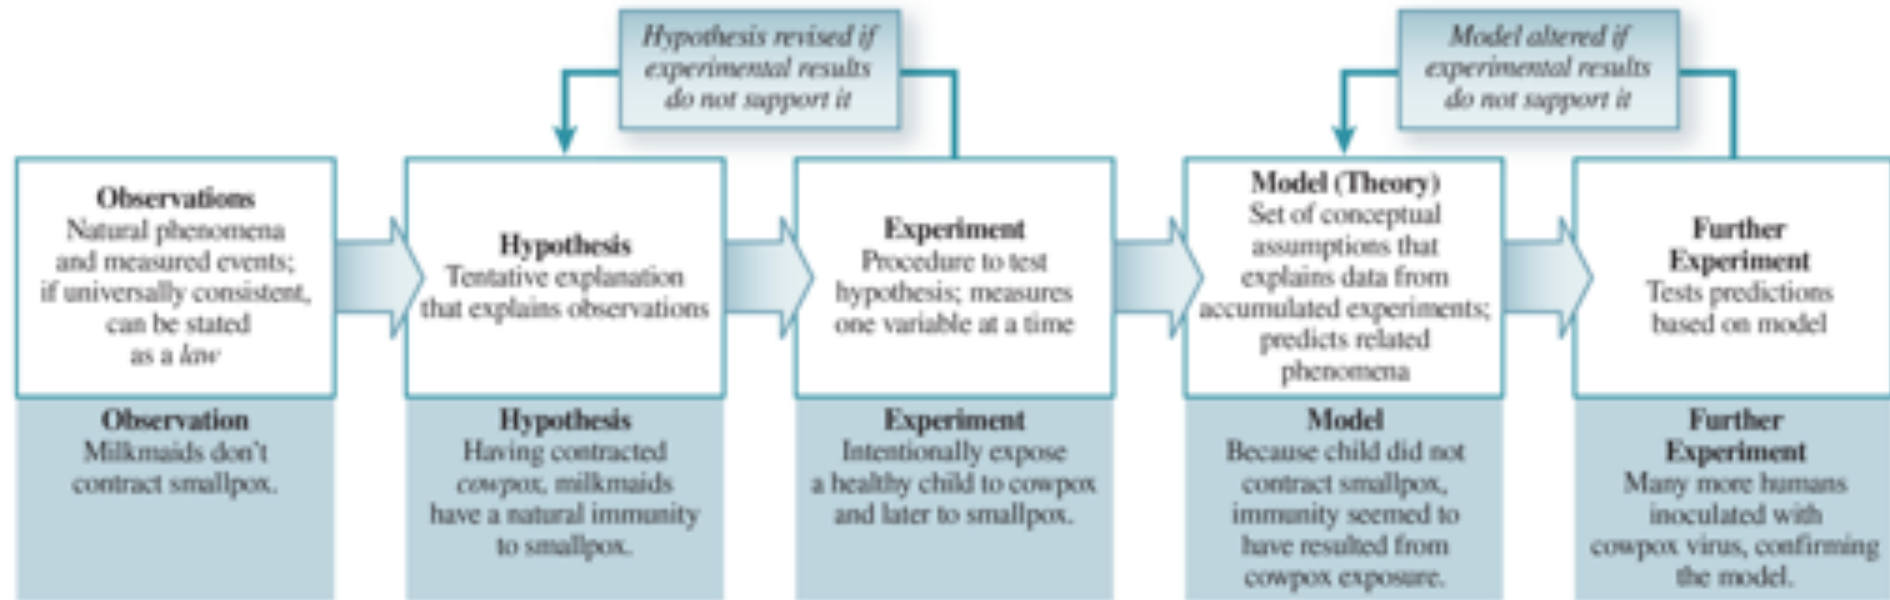 Hypothesis revised if
experimental results
do not support it
Model altered if
experimental results
do not support it
Observations
Natural phenomena
and measured events;
if universally consistent,
can be stated
as a law
Hypothesis
Tentative explanation
that explains observations
Experiment
Procedure to test
hypothesis; measures
one variable at a time
Model (Theory)
Set of conceptual
assumptions that
explains data from
accumulated experiments;
predicts related
phenomena
Further
Experiment
Tests predictions
based on model
Observation
Milkmaids don't
contract smallpox.
Hypothesis
Having contracted
cowpox, milkmaids
have a natural immunity
to smallpox.
Experiment
Intentionally expose
a healthy child to cowpox
and later to smallpox.
Model
Because child did not
contract smallpox,
immunity seemed to
have resulted from
cowpox exposure.
Further
Experiment
Many more humans
inoculated with
cowpox virus, confirming
the model.